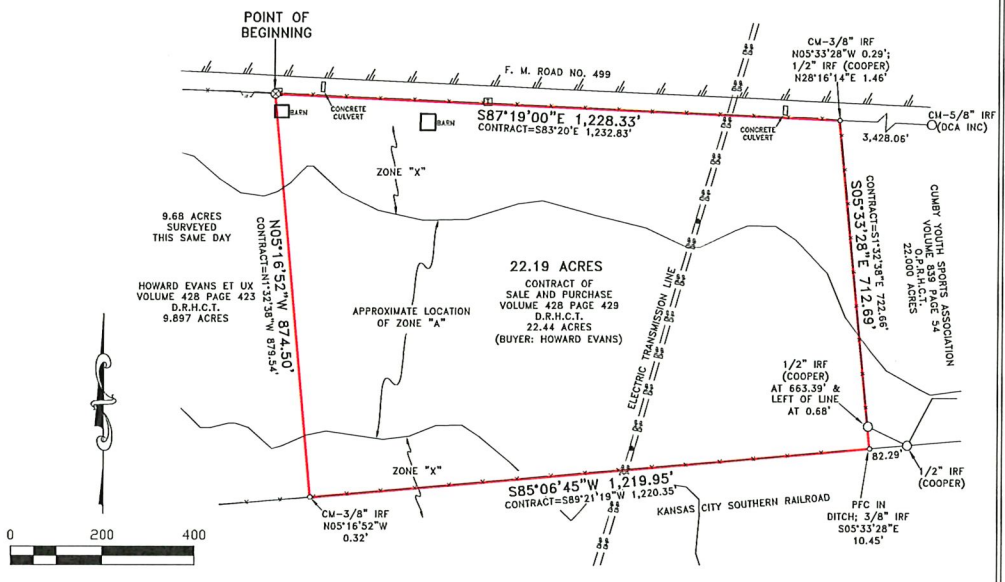 POINT OF
BEGINNING
CM-3/8" IRF
N05°33'28"W 0.29';
1/2" IRF (COOPER)
N28°16'14"E 1.46'
F. M. ROAD NO. 499
CONCRETE
CULVERT
BARN
BARN
S87°19'00"E 1,228.33'
CONTRACT=S83°20'E 1,232.83'
CONCRETE
CULVERT
3,428.06'
CM-5/8" IRF
(DCA INC)
ZONE "X"
9.68 ACRES
SURVEYED
THIS SAME DAY
HOWARD EVANS ET UX
VOLUME 428 PAGE 423
D.R.H.C.T.
9.897 ACRES
N05°16'52"W 874.50'
CONTRACT=N1°32'38"W 879.54'
APPROXIMATE LOCATION
OF ZONE "A"
22.19 ACRES
CONTRACT OF
SALE AND PURCHASE
VOLUME 428 PAGE 429
D.R.H.C.T.
22.44 ACRES
(BUYER: HOWARD EVANS)
ELECTRIC TRANSMISSION LINE
CONTRACT=S1°32'38"E 722.66'
S05°33'28"E 712.69'
CUMBY YOUTH SPORTS ASSOCIATION
VOLUME 839 PAGE 54
O.P.R.H.C.T.
22.000 ACRES
1/2" IRF
(COOPER)
AT 663.39' &
LEFT OF LINE
AT 0.68'
82.29'
1/2" IRF
(COOPER)
ZONE "X"
S85°06'45"W 1,219.95'
CONTRACT=S89°21'19"W 1,220.35'
KANSAS CITY SOUTHERN RAILROAD
PFC IN
DITCH; 3/8" IRF
S05°33'28"E
10.45'
CM-3/8" IRF
N05°16'52"W
0.32'
0 200 400